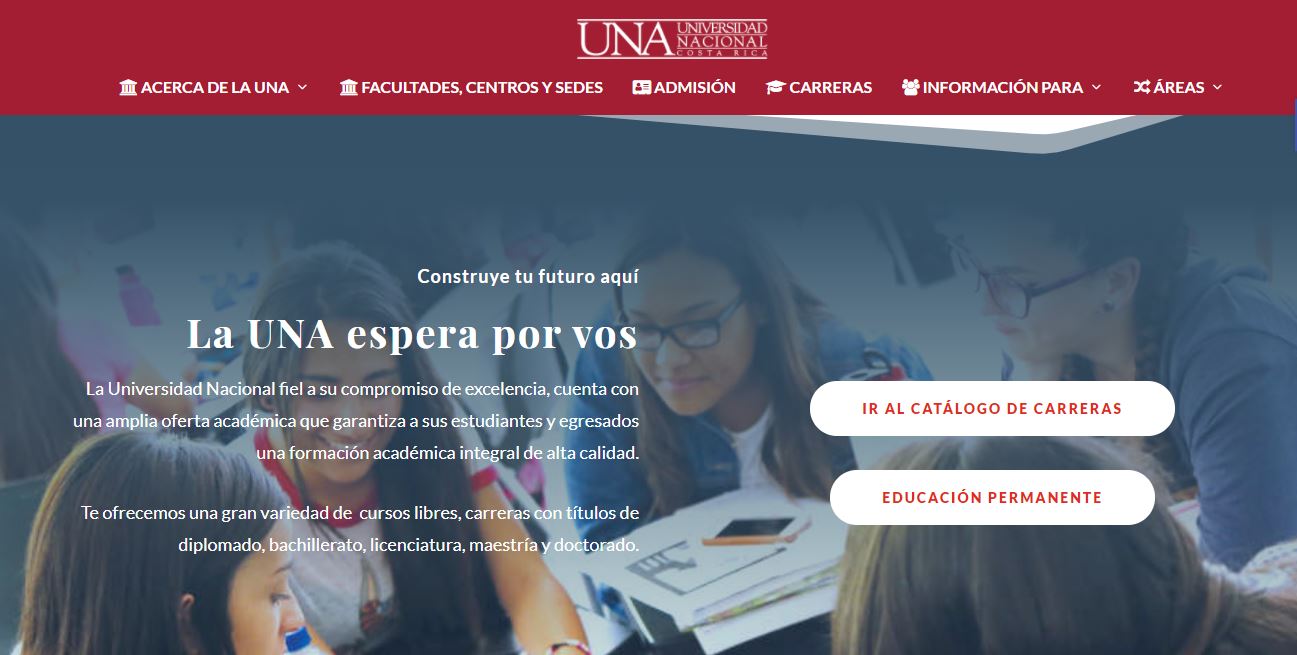 UNA UNIVERSIDAD
NACIONAL
COSTA RICA
ACERCA DE LA UNA FACULTADES, CENTROS Y SEDES ADMISIÓN CARRERAS INFORMACIÓN PARA ÁREAS
Construye tu futuro aquí
La UNA espera por vos
La Universidad Nacional fiel a su compromiso de excelencia, cuenta con
una amplia oferta académica que garantiza a sus estudiantes y egresados
una formación académica integral de alta calidad.
Te ofrecemos una gran variedad de cursos libres, carreras con títulos de
diplomado, bachillerato, licenciatura, maestría y doctorado.
IR AL CATÁLOGO DE CARRERAS
EDUCACIÓN PERMANENTE